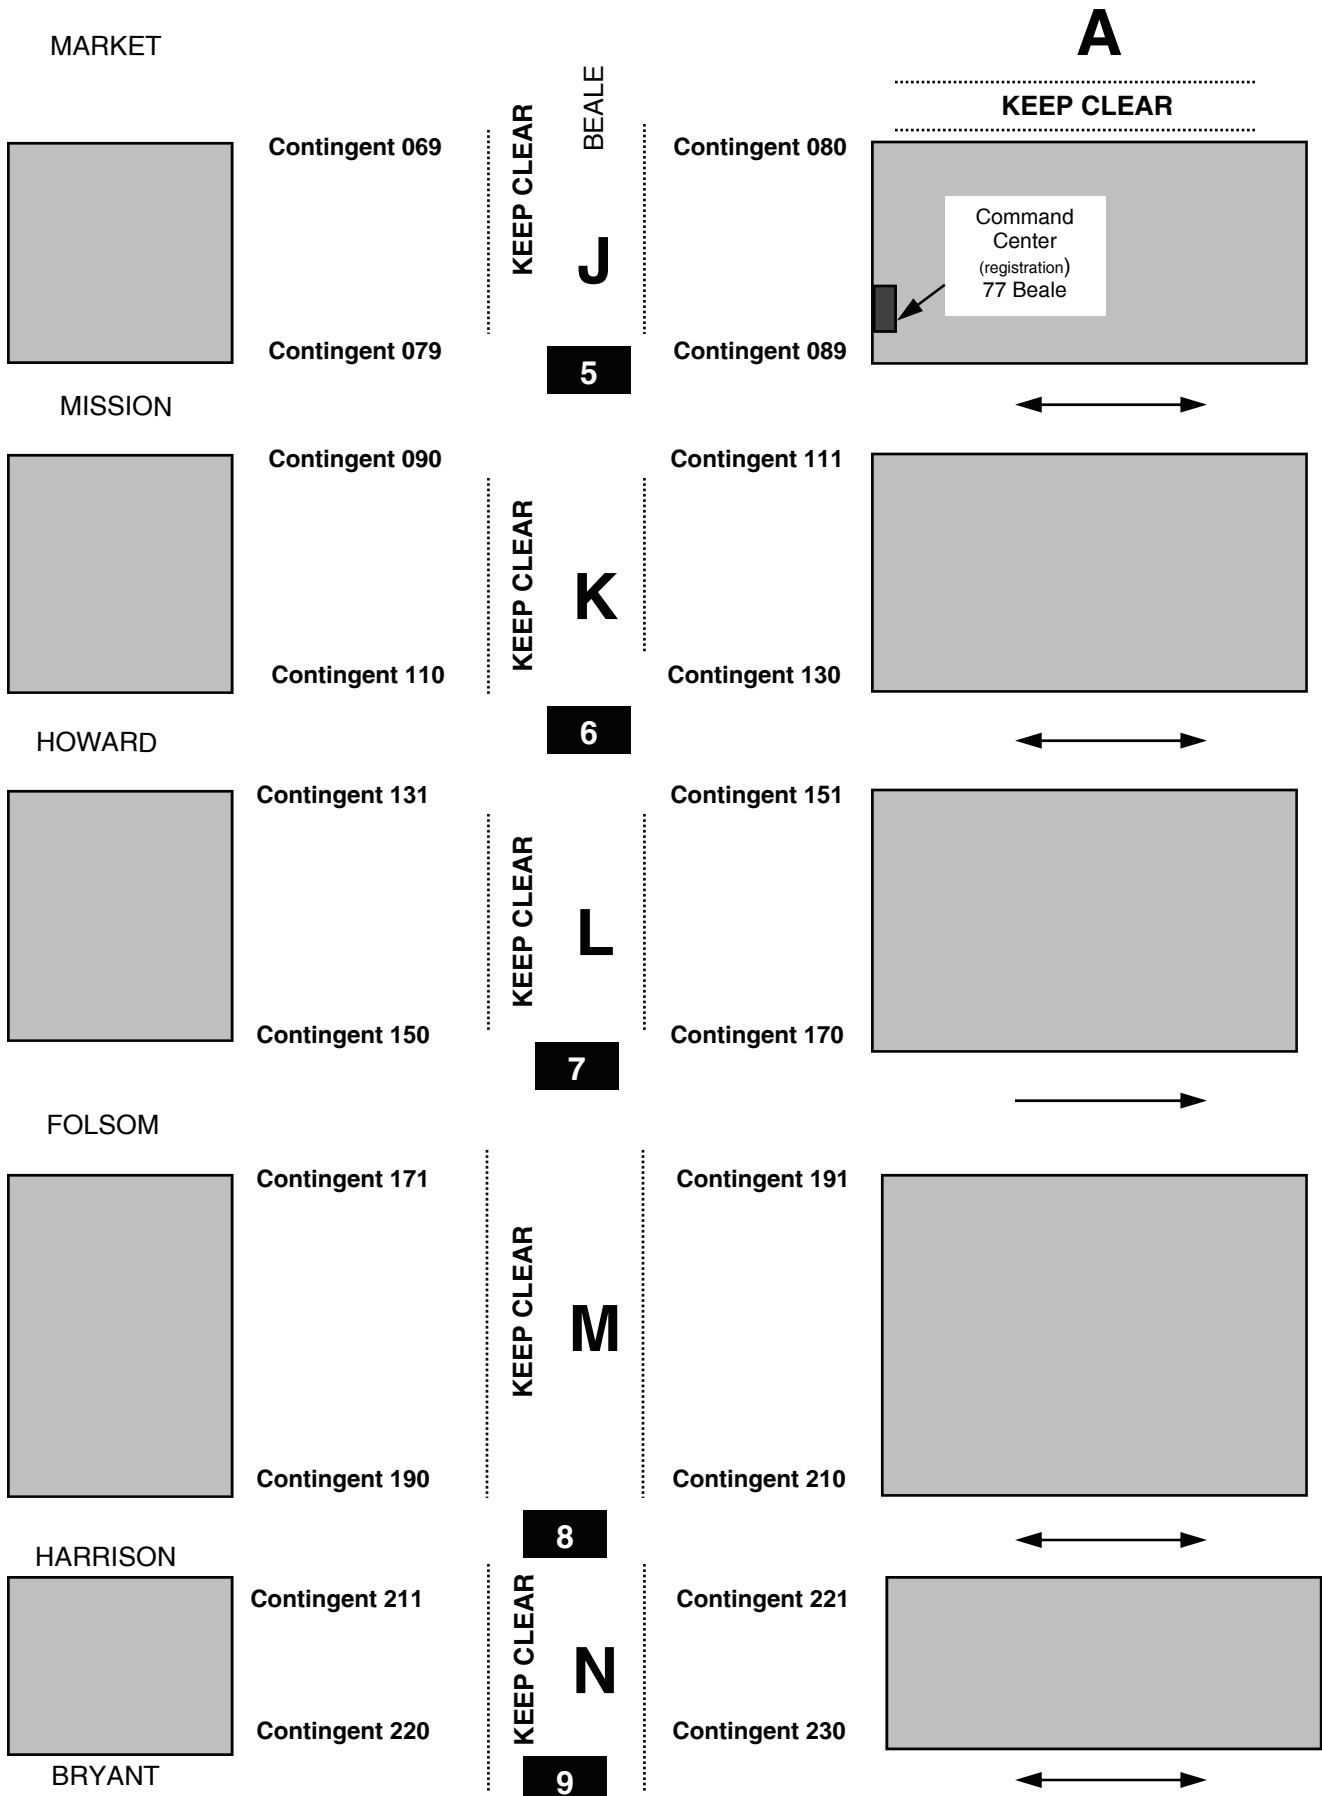 A
MARKET
BEALE
KEEP CLEAR
KEEP CLEAR
Contingent 069
Contingent 080
Command
Center
(registration)
77 Beale
J
Contingent 079
5
Contingent 089
MISSION
Contingent 090
Contingent 111
KEEP CLEAR
K
Contingent 110
Contingent 130
6
HOWARD
Contingent 131
Contingent 151
KEEP CLEAR
L
Contingent 150
Contingent 170
7
FOLSOM
Contingent 171
Contingent 191
KEEP CLEAR
M
Contingent 190
Contingent 210
8
HARRISON
Contingent 211
Contingent 221
KEEP CLEAR
N
Contingent 220
Contingent 230
BRYANT
9